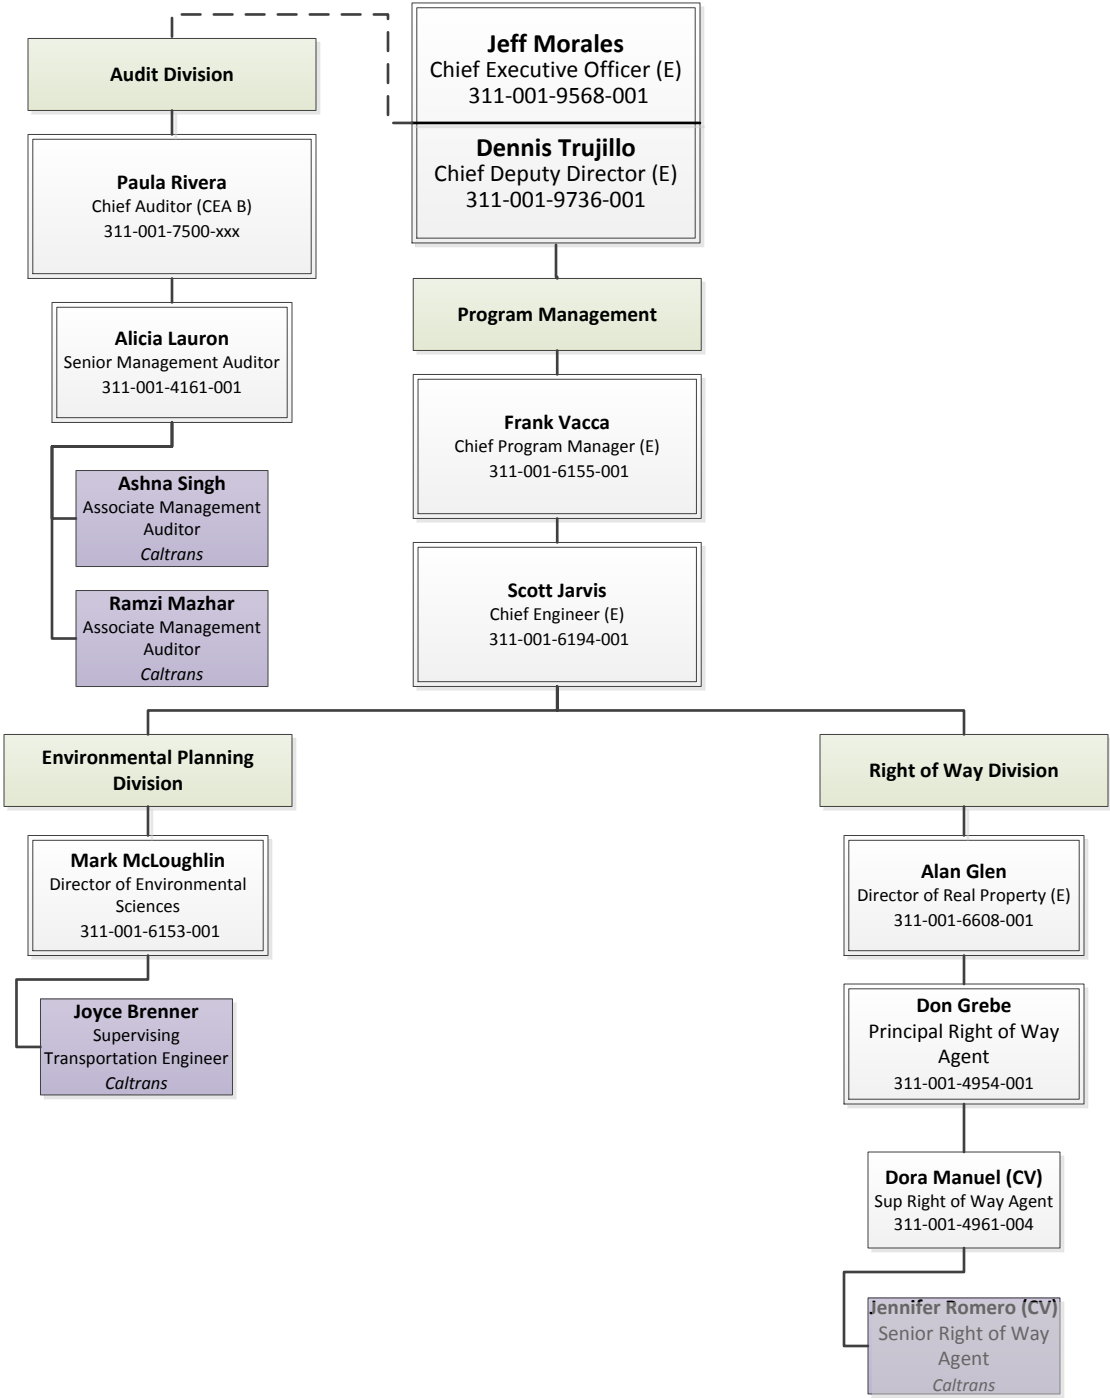 Jeff Morales
Chief Executive Officer (E)
311-001-9568-001
Dennis Trujillo
Chief Deputy Director (E)
311-001-9736-001
Audit Division
Paula Rivera
Chief Auditor (CEA B)
311-001-7500-xxx
Alicia Lauron
Senior Management Auditor
311-001-4161-001
Ashna Singh
Associate Management
Auditor
Caltrans
Ramzi Mazhar
Associate Management
Auditor
Caltrans
Program Management
Frank Vacca
Chief Program Manager (E)
311-001-6155-001
Scott Jarvis
Chief Engineer (E)
311-001-6194-001
Environmental Planning
Division
Mark McLoughlin
Director of Environmental
Sciences
311-001-6153-001
Joyce Brenner
Supervising
Transportation Engineer
Caltrans
Right of Way Division
Alan Glen
Director of Real Property (E)
311-001-6608-001
Don Grebe
Principal Right of Way
Agent
311-001-4954-001
Dora Manuel (CV)
Sup Right of Way Agent
311-001-4961-004
Jennifer Romero (CV)
Senior Right of Way
Agent
Caltrans